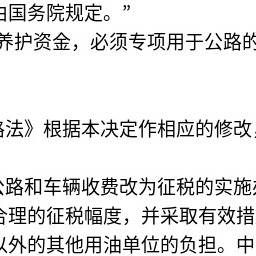 由国务院规定。”
养护资金，必须专项用于公路的
路法》根据本决定作相应的修改，
公路和车辆收费改为征税的实施
合理的征税幅度，并采取有效措
以外的其他用油单位的负担。中